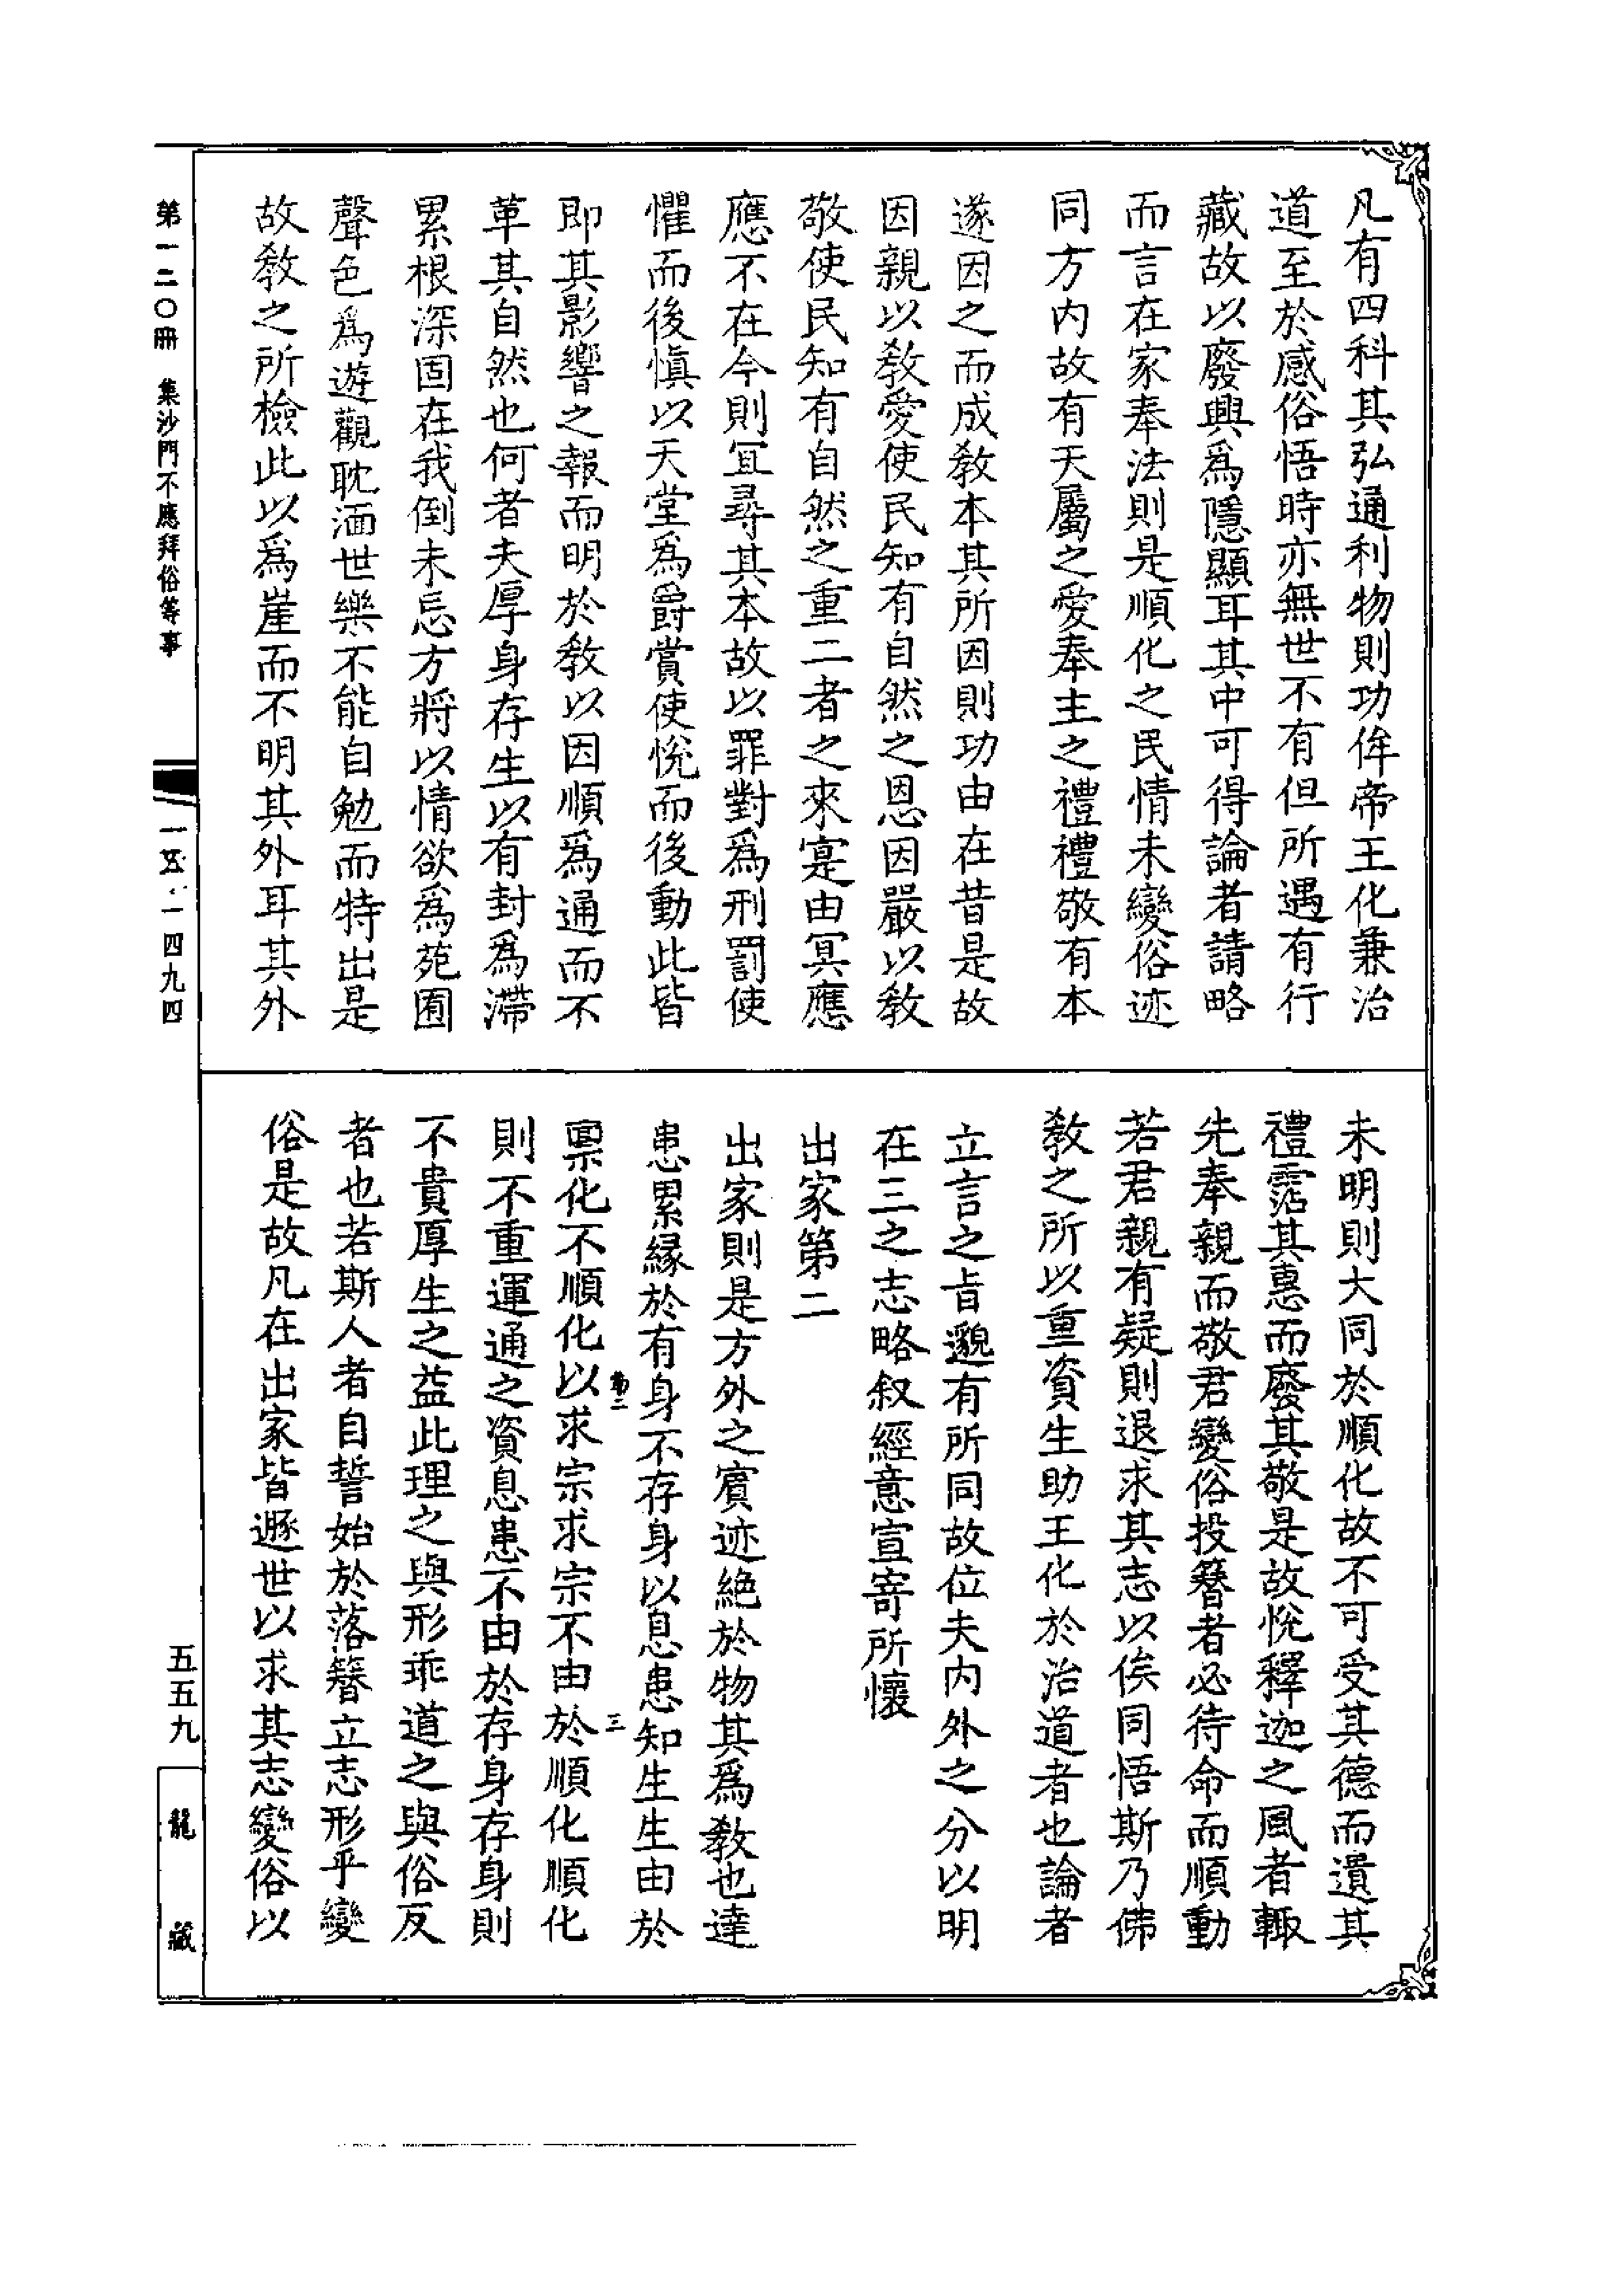 凡有四科其弘通利物則功侔帝王化兼治
道至於感俗悟時亦無世不有但所遇有行
藏故以廢興爲隱顯耳其中可得論者請略
而言在家奉法則是順化之民情未變俗迹
同方內故有天屬之愛奉主之禮禮敬有本
遂因之而成敎本其所因則功由在昔是故
因親以敎愛使民知有自然之恩因嚴以敎
敬使民知有自然之重二者之來寔由冥應
應不在今則冝尋其本故以罪對爲刑罰使
懼而後愼以天堂爲爵賞使悅而後動此皆
即其影響之報而明於敎以因順爲通而不
革其自然也何者夫厚身存生以有封爲滯
累根深固在我倒未忘方將以情欲爲苑囿
聲色爲遊觀耽湎世樂不能自勉而特出是
故敎之所檢此以爲崖而不明其外耳其外
未明則大同於順化故不可受其德而遺其
禮霑其惠而廢其敬是故悅釋迦之風者輙
先奉親而敬君變俗投簪者必待命而順動
若君親有疑則退求其志以俟同悟斯乃佛
敎之所以重資生助王化於治道者也論者
立言之旨邈有所同故位夫內外之分以明
在三之志略叙經意宣寄所懷
出家第二
出家則是方外之賓迹絶於物其爲敎也達
患累緣於有身不存身以息患知生生由於
禀化不順化以求宗求宗不由於順化順化
則不重運通之資息患不由於存身存身則
不貴厚生之益此理之與形乖道之與俗反
者也若斯人者自誓始於落簪立志形乎變
俗是故凡在出家皆遯世以求其志變俗以
三
第一二〇冊 集沙門不應拜俗等事
一四九四
五五九
龍藏